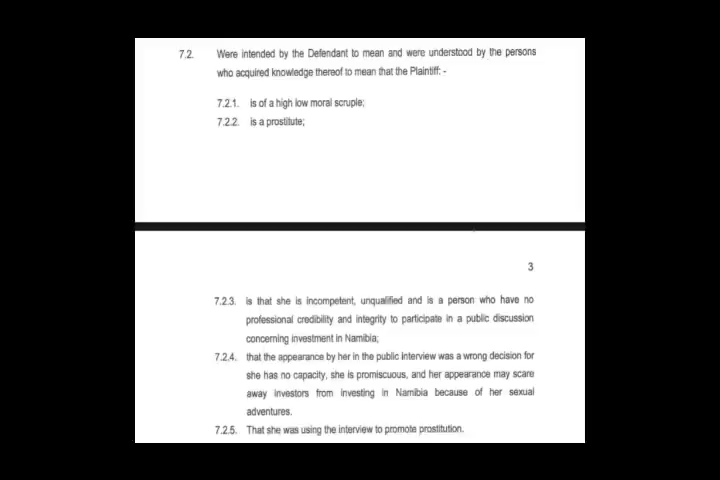 7.2. Were intended by the Defendant to mean and were understood by the persons
who acquired knowledge thereof to mean that the Plaintiff: -
7.2.1. is of a high low moral scruple;
7.2.2. is a prostitute;
3
7.2.3. is that she is incompetent, unqualified and is a person who have no
professional credibility and integrity to participate in a public discussion
concerning investment in Namibia;
7.2.4. that the appearance by her in the public interview was a wrong decision for
she has no capacity, she is promiscuous, and her appearance may scare
away investors from investing in Namibia because of her sexual
adventures.
7.2.5. That she was using the interview to promote prostitution.